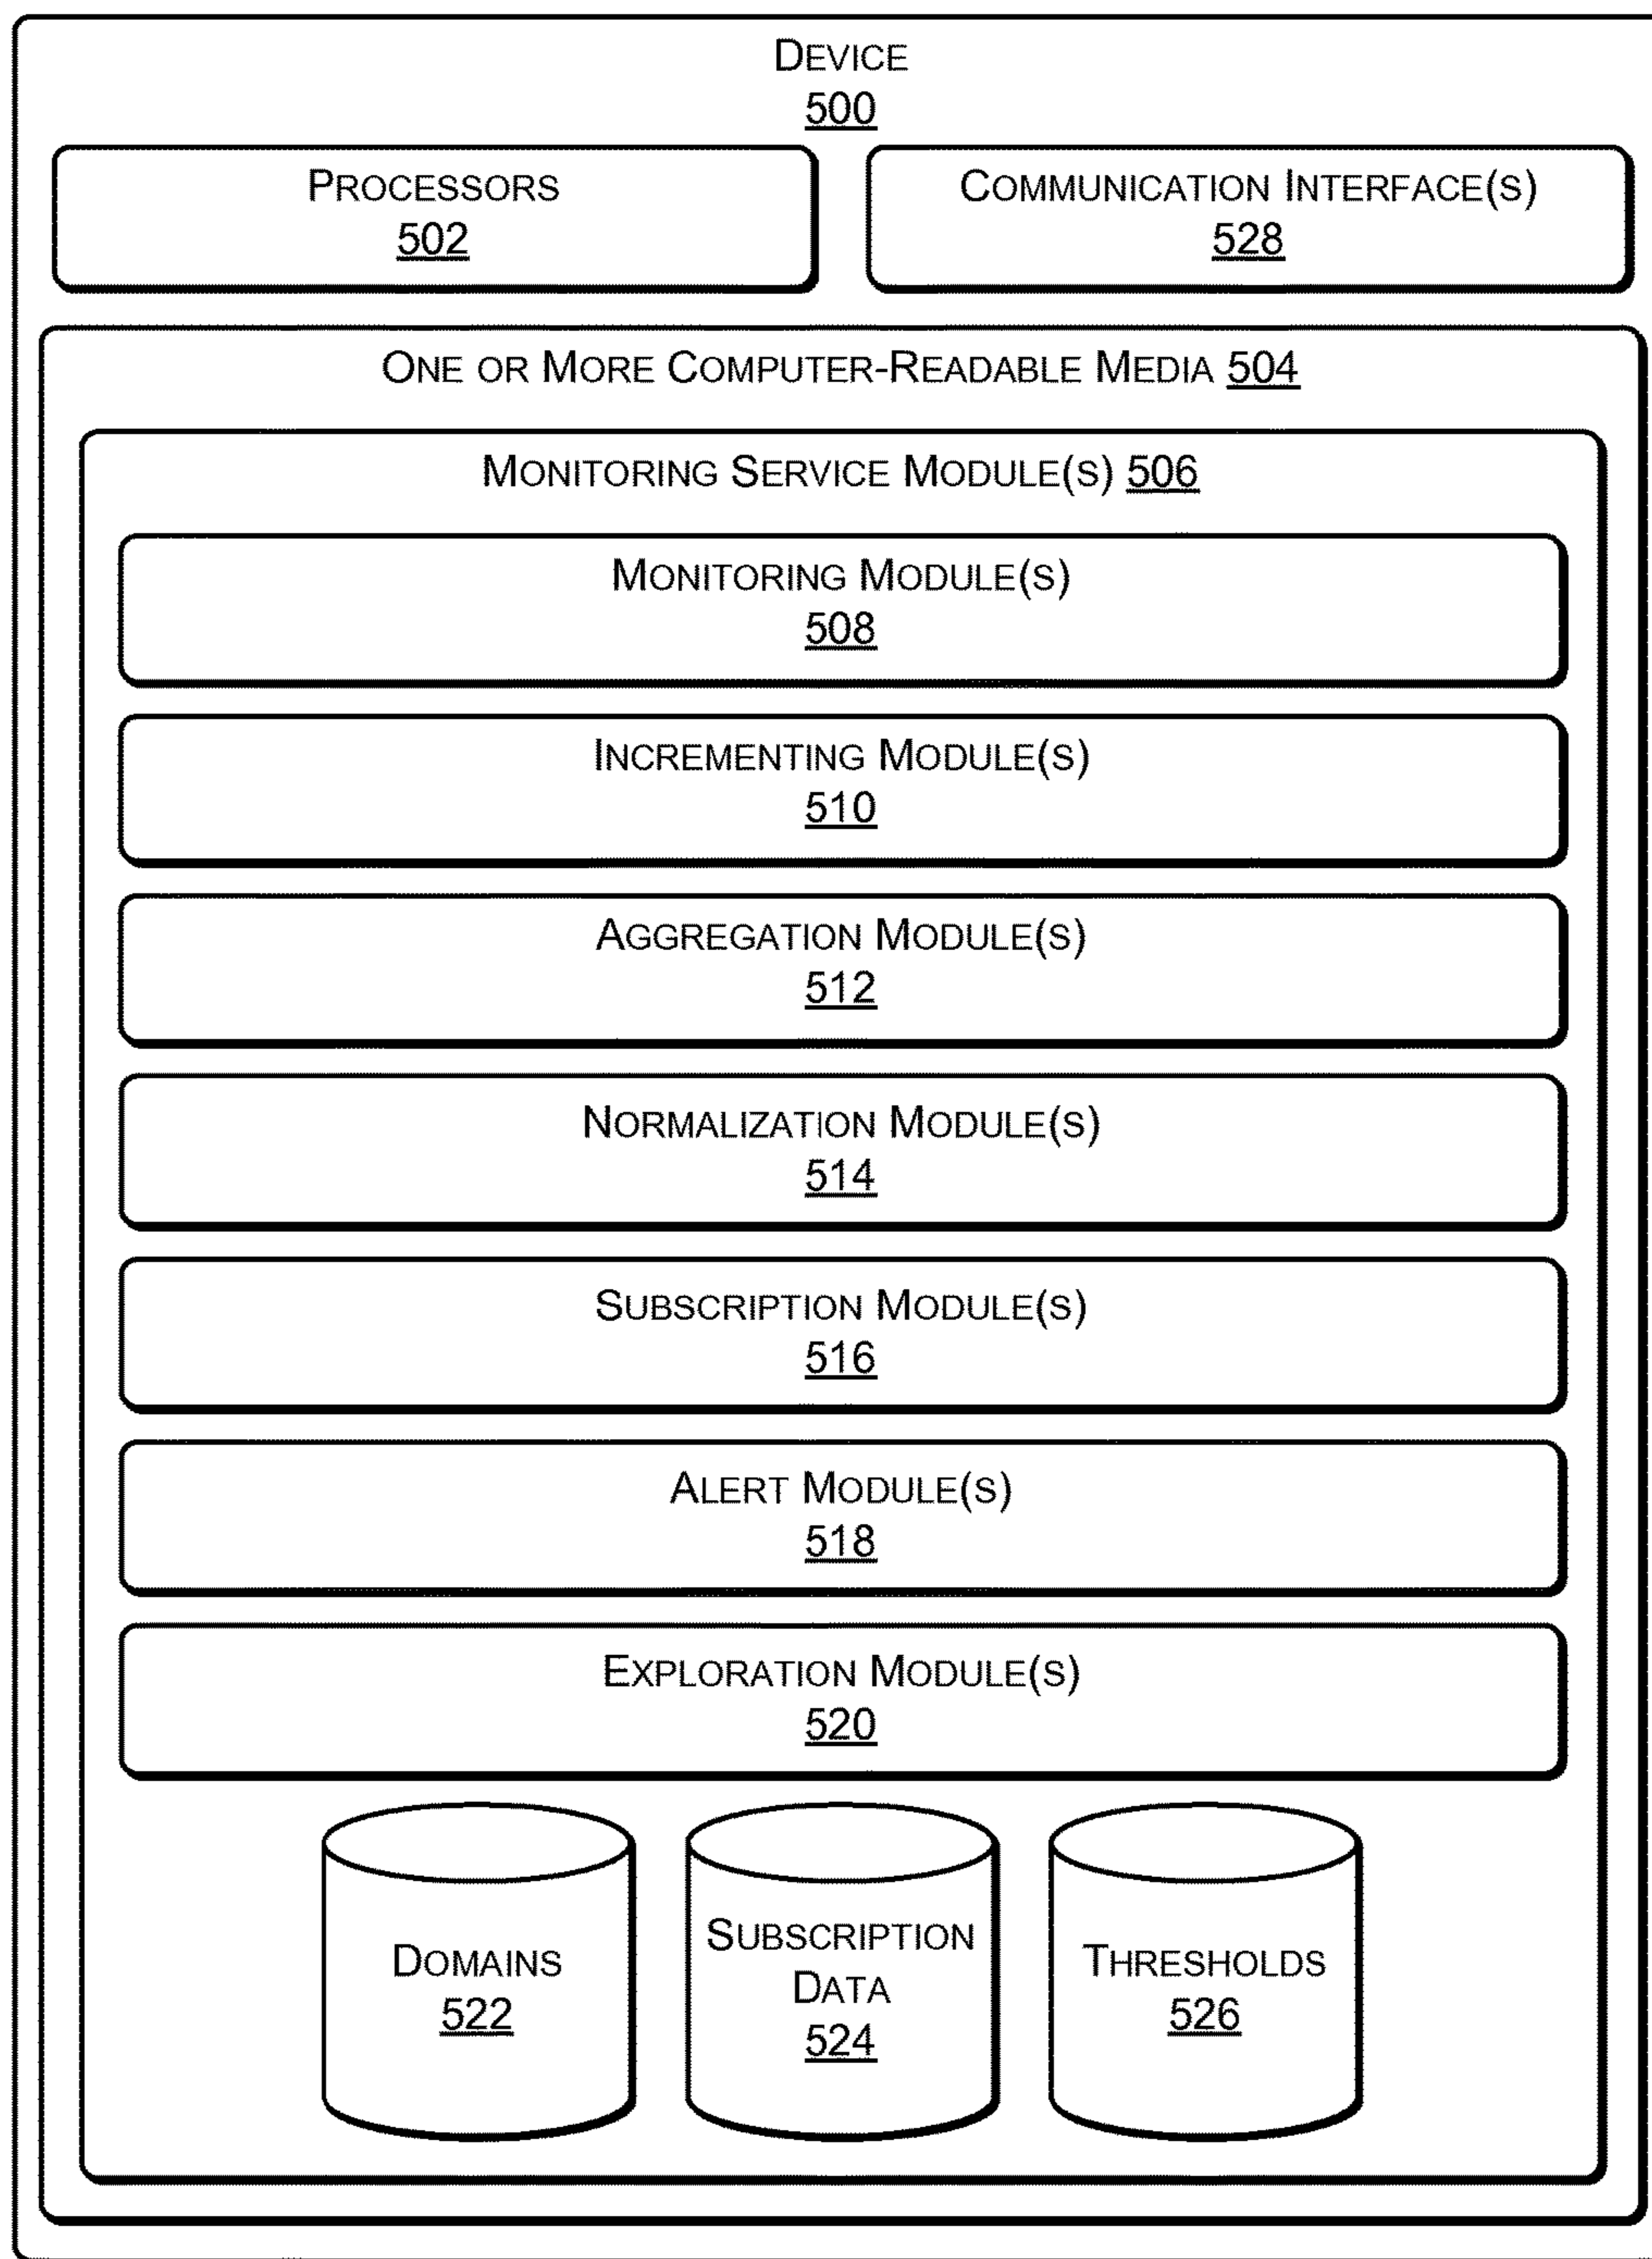 DEVICE
500
PROCESSORS
502
COMMUNICATION INTERFACE(S)
528
ONE OR MORE COMPUTER-READABLE MEDIA 504
MONITORING SERVICE MODULE(S) 506
MONITORING MODULE(S)
508
INCREMENTING MODULE(S)
510
AGGREGATION MODULE(S)
512
NORMALIZATION MODULE(S)
514
SUBSCRIPTION MODULE(S)
516
ALERT MODULE(S)
518
EXPLORATION MODULE(S)
520
DOMAINS
522
SUBSCRIPTION
DATA
524
THRESHOLDS
526